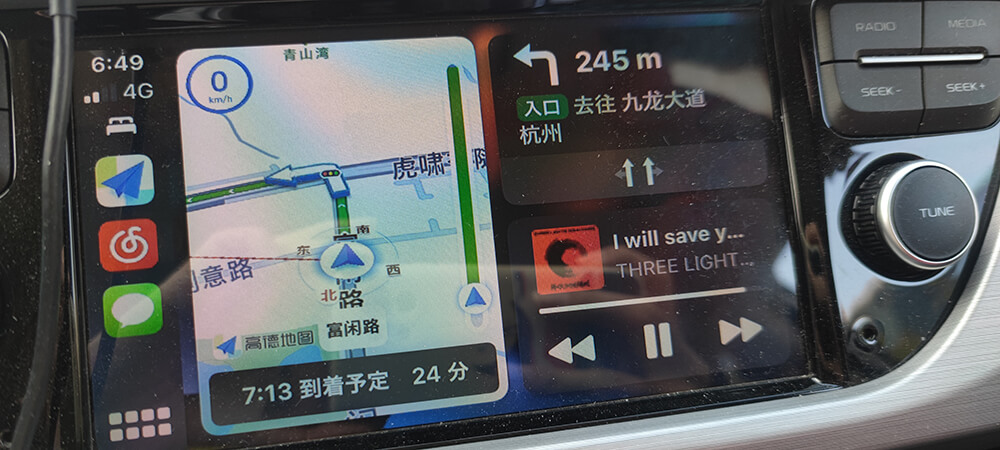 6:49
4G
青山湾
0
km/h
虎啸
南
东
西
北
路
创意路
富闲路
高德地图
7:13 到着予定 24 分
245 m
入口 去往 九龙大道
杭州
I will save y...
THREE LIGHT...
RADIO
MEDIA
SEEK-
SEEK+
TUNE